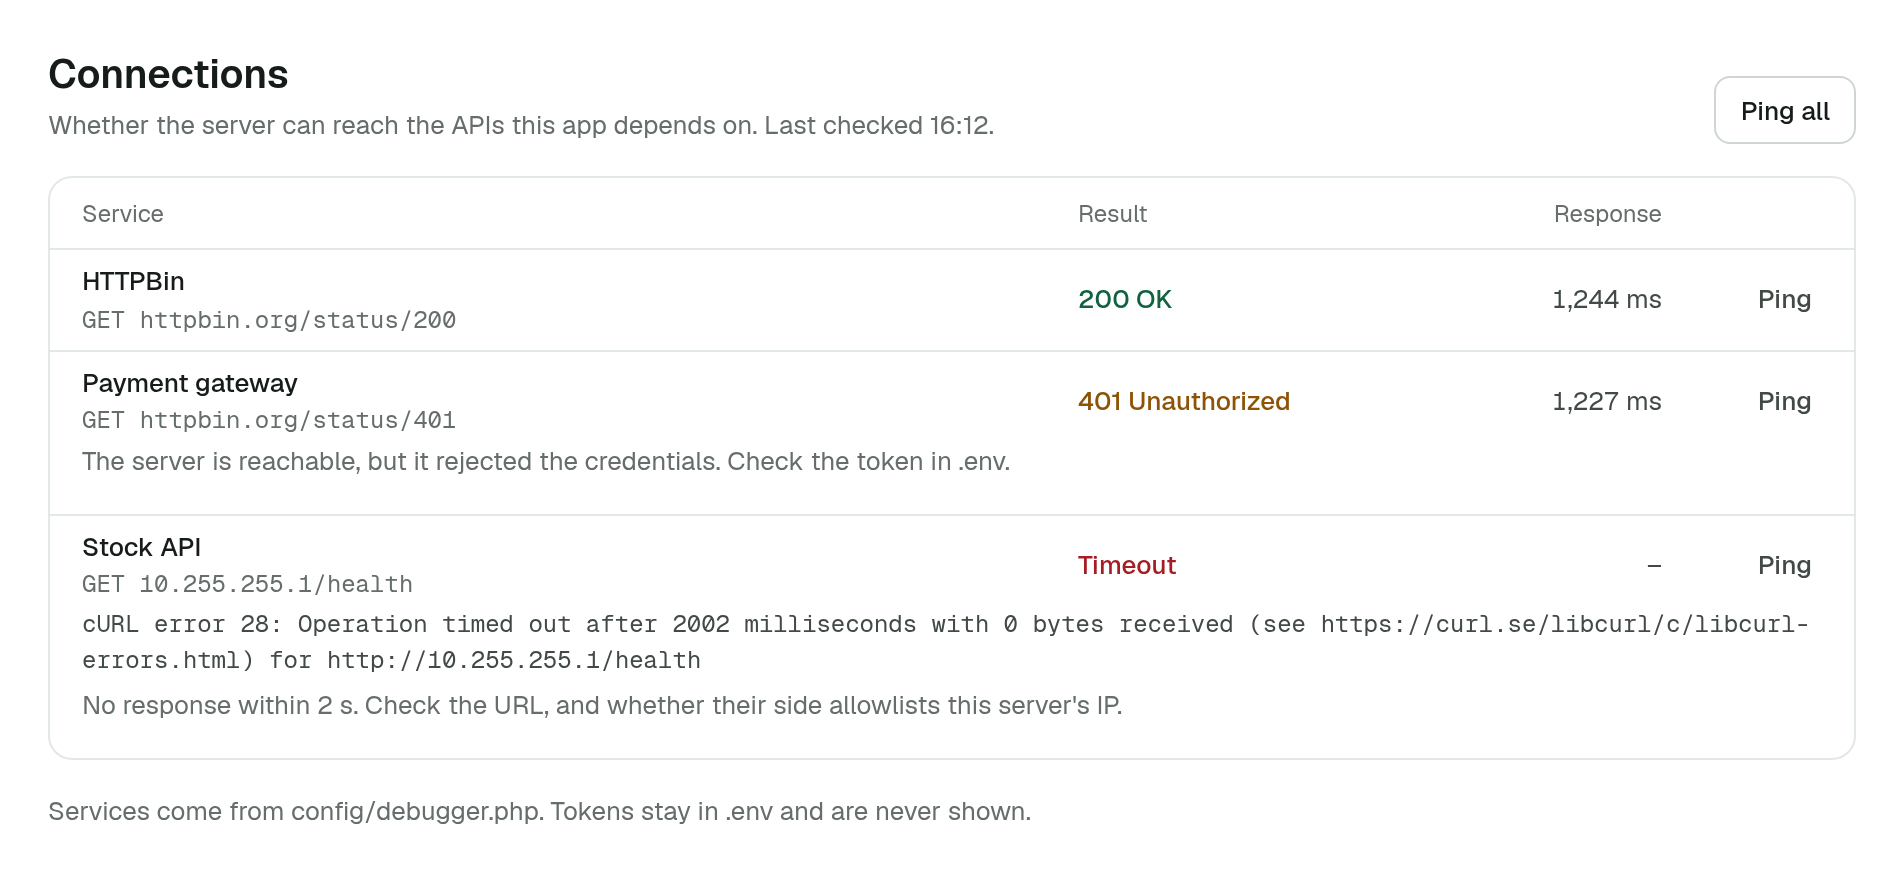 Connections
Whether the server can reach the APIs this app depends on. Last checked 16:12.
Ping all
Service Result Response
HTTPBin
GET httpbin.org/status/200
200 OK 1,244 ms Ping
Payment gateway
GET httpbin.org/status/401
401 Unauthorized 1,227 ms Ping
The server is reachable, but it rejected the credentials. Check the token in .env.
Stock API
GET 10.255.255.1/health
Timeout – Ping
cURL error 28: Operation timed out after 2002 milliseconds with 0 bytes received (see https://curl.se/libcurl/c/libcurl-
errors.html) for http://10.255.255.1/health
No response within 2 s. Check the URL, and whether their side allowlists this server's IP.
Services come from config/debugger.php. Tokens stay in .env and are never shown.